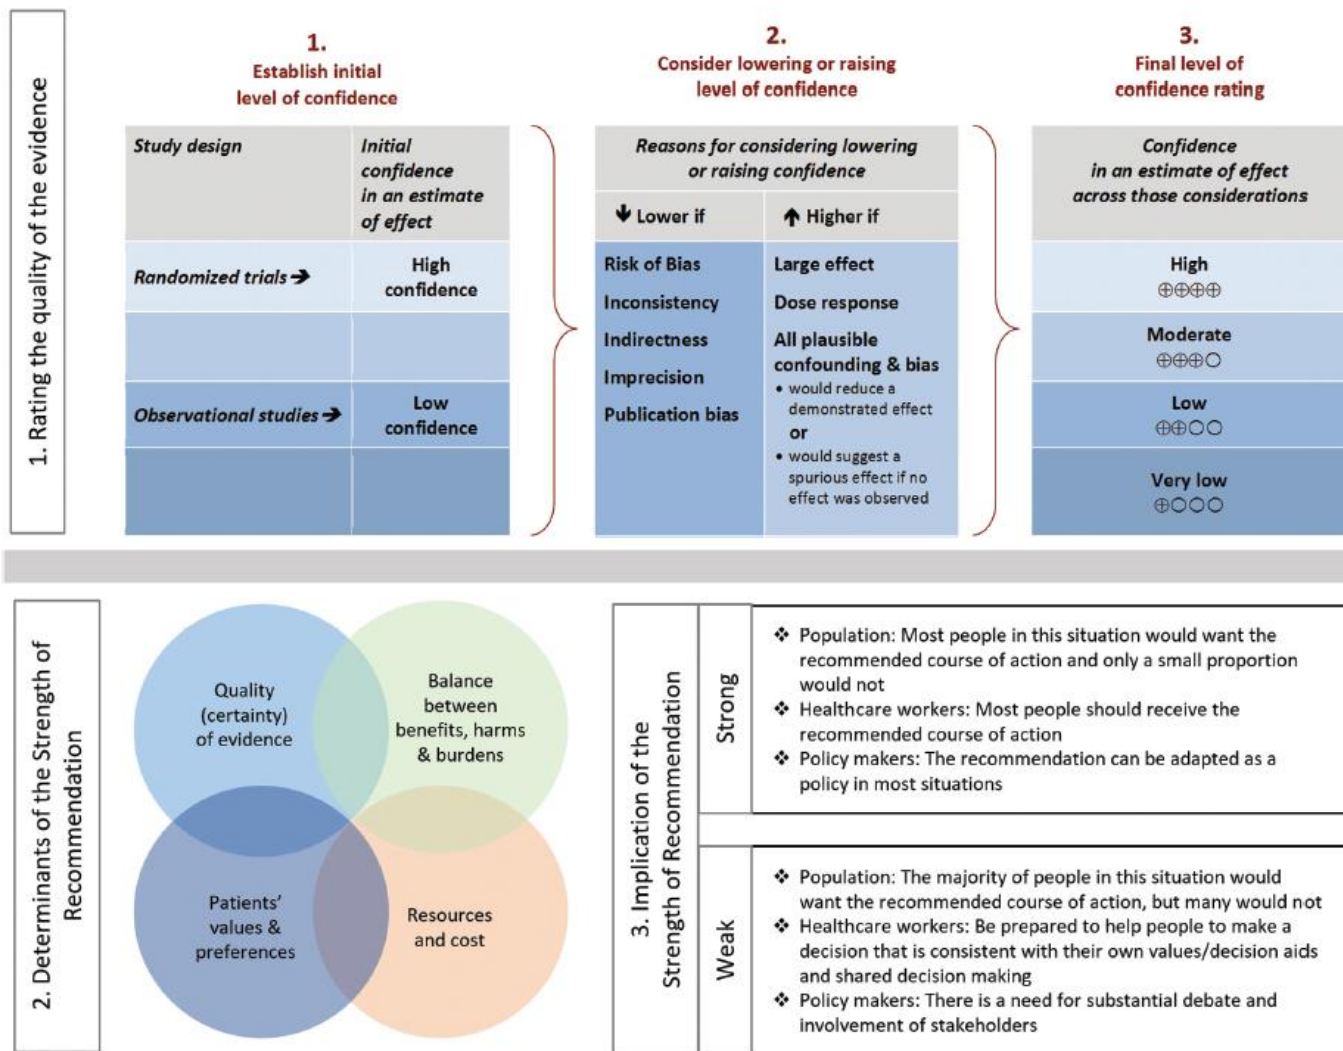 1. Rating the quality of the evidence
1.
Establish initial
level of confidence
2.
Consider lowering or raising
level of confidence
3.
Final level of
confidence rating
Study design
Initial
confidence
in an estimate
of effect
Randomized trials ➔
High
confidence
Observational studies ➔
Low
confidence
Reasons for considering lowering
or raising confidence
🡇 Lower if
🡅 Higher if
Risk of Bias
Inconsistency
Indirectness
Imprecision
Publication bias
Large effect
Dose response
All plausible
confounding & bias
• would reduce a
demonstrated effect
or
• would suggest a
spurious effect if no
effect was observed
Confidence
in an estimate of effect
across those considerations
High
⊕⊕⊕⊕
Moderate
⊕⊕⊕○
Low
⊕⊕○○
Very low
⊕○○○
2. Determinants of the Strength of
Recommendation
Quality
(certainty)
of evidence
Balance
between
benefits, harms
& burdens
Patients'
values &
preferences
Resources
and cost
3. Implication of the
Strength of Recommendation
Strong
❖ Population: Most people in this situation would want the
recommended course of action and only a small proportion
would not
❖ Healthcare workers: Most people should receive the
recommended course of action
❖ Policy makers: The recommendation can be adapted as a
policy in most situations
Weak
❖ Population: The majority of people in this situation would
want the recommended course of action, but many would not
❖ Healthcare workers: Be prepared to help people to make a
decision that is consistent with their own values/decision aids
and shared decision making
❖ Policy makers: There is a need for substantial debate and
involvement of stakeholders